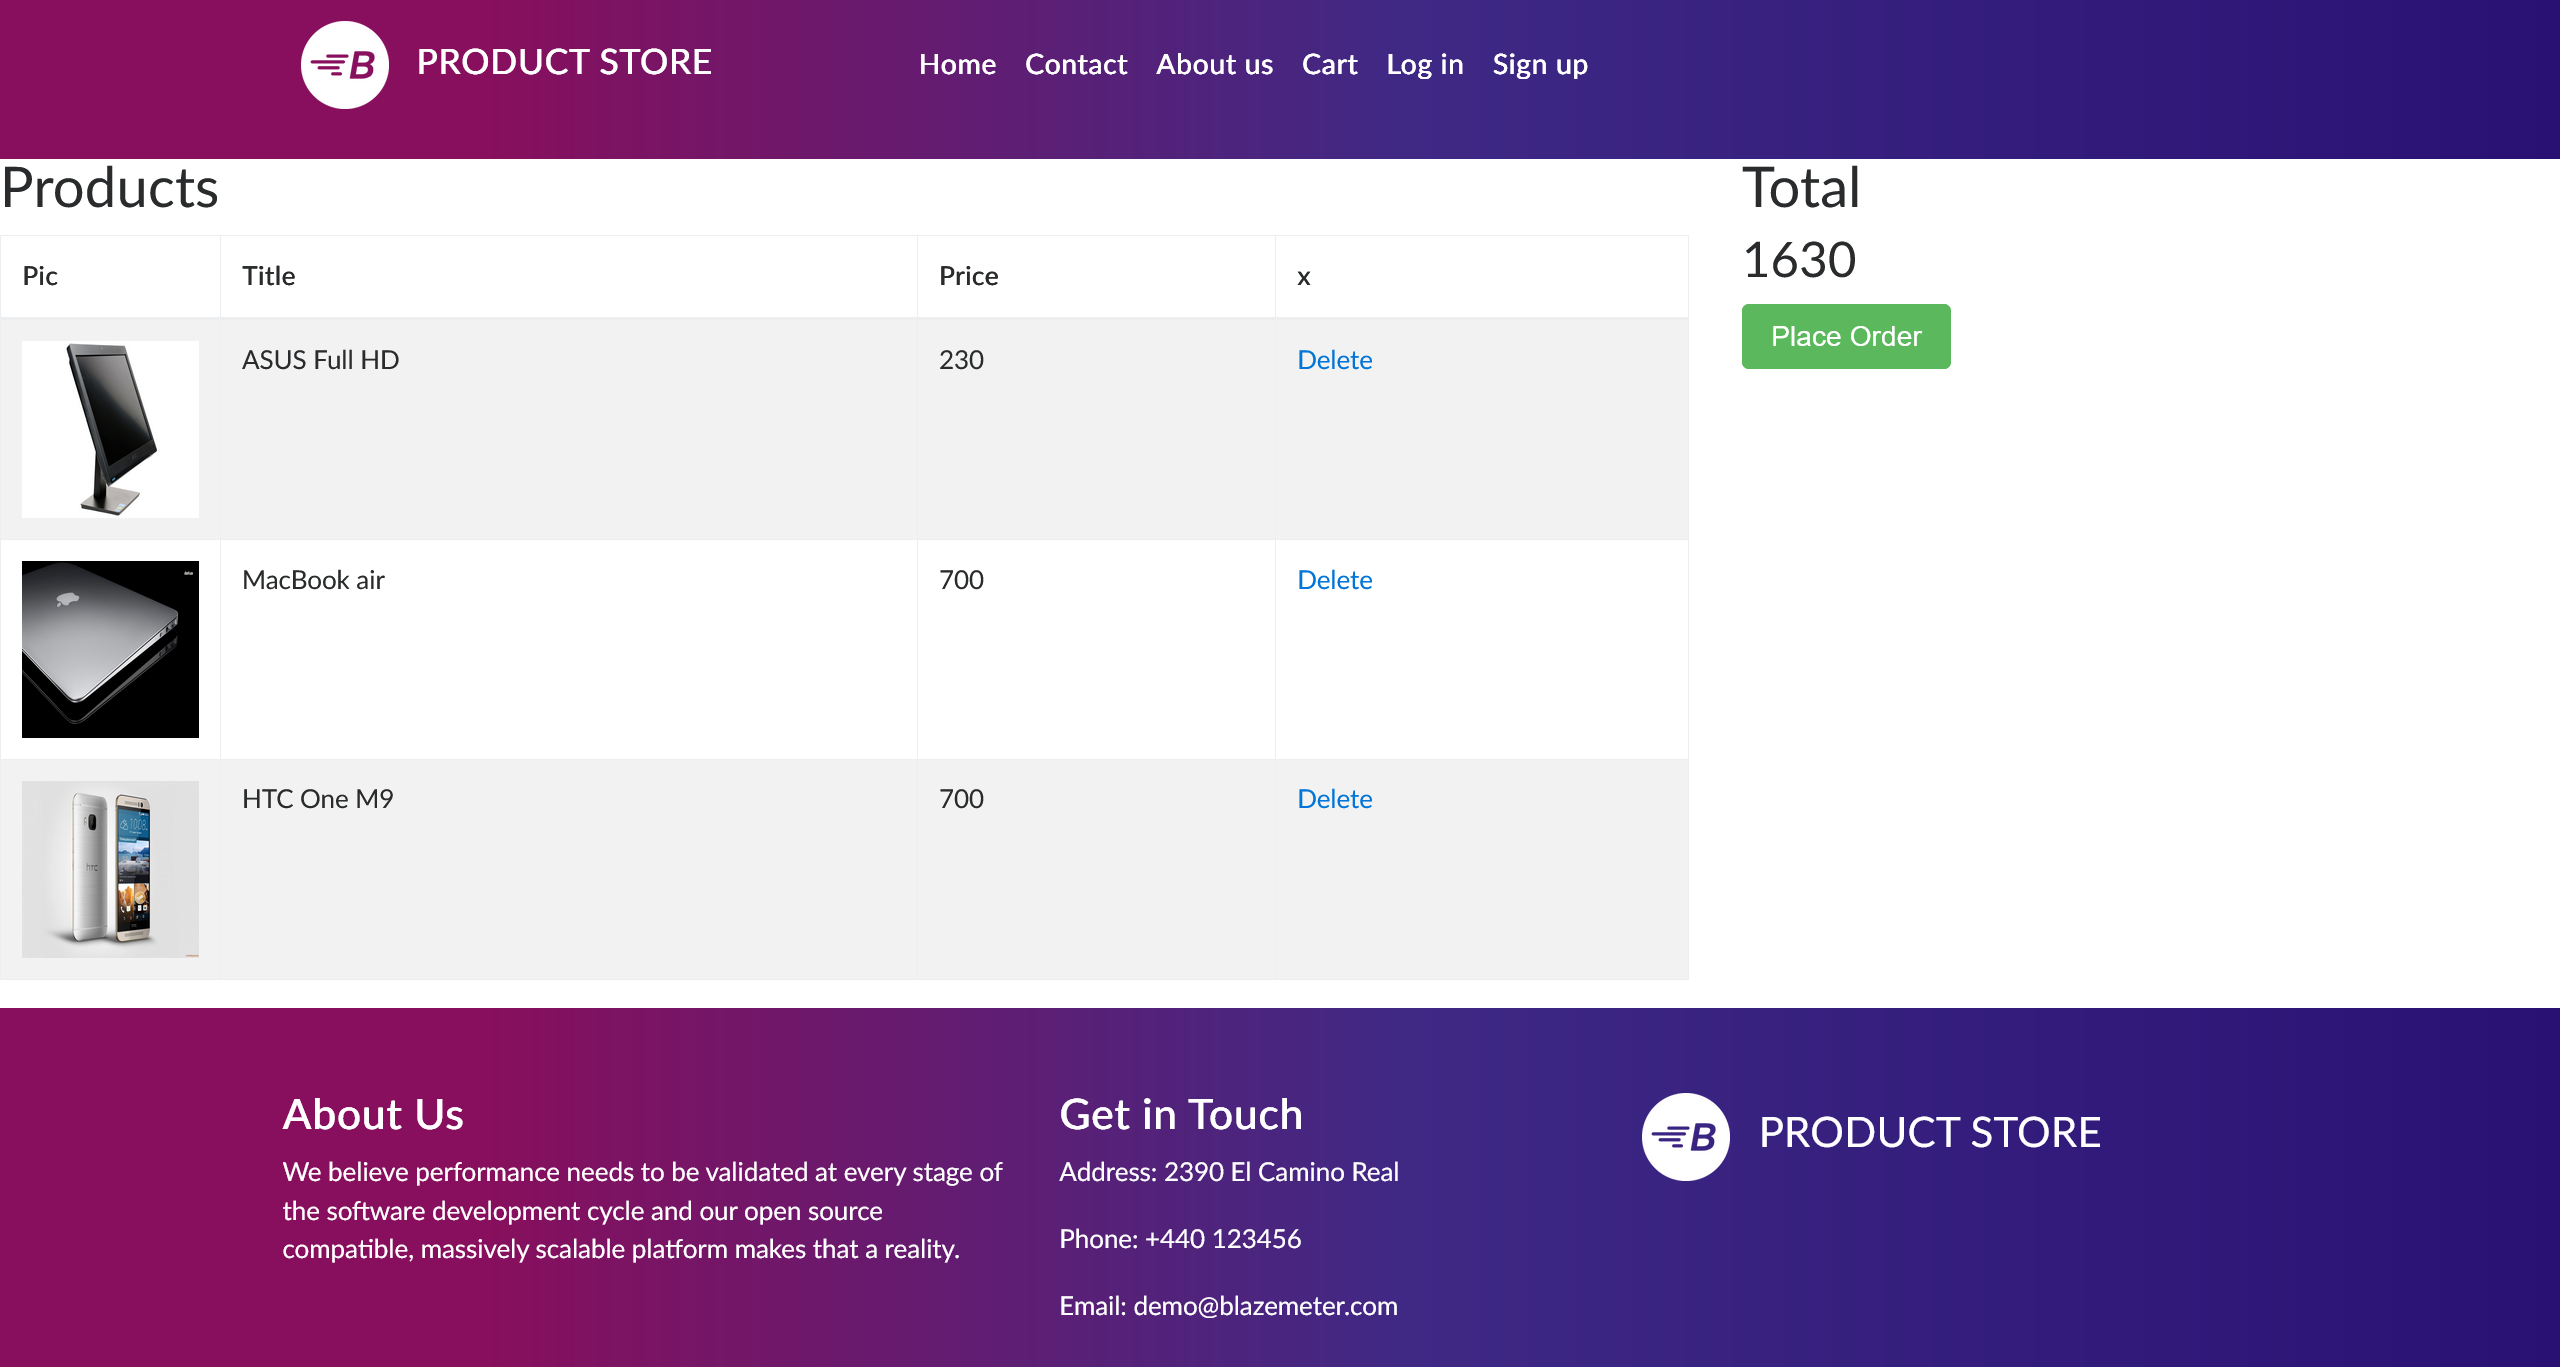 B PRODUCT STORE Home Contact About us Cart Log in Sign up
Products
Pic Title Price x
ASUS Full HD 230 Delete
MacBook air 700 Delete
HTC One M9 700 Delete
Total
1630
Place Order
About Us
We believe performance needs to be validated at every stage of
the software development cycle and our open source
compatible, massively scalable platform makes that a reality.
Get in Touch
Address: 2390 El Camino Real
Phone: +440 123456
Email: demo@blazemeter.com
B PRODUCT STORE